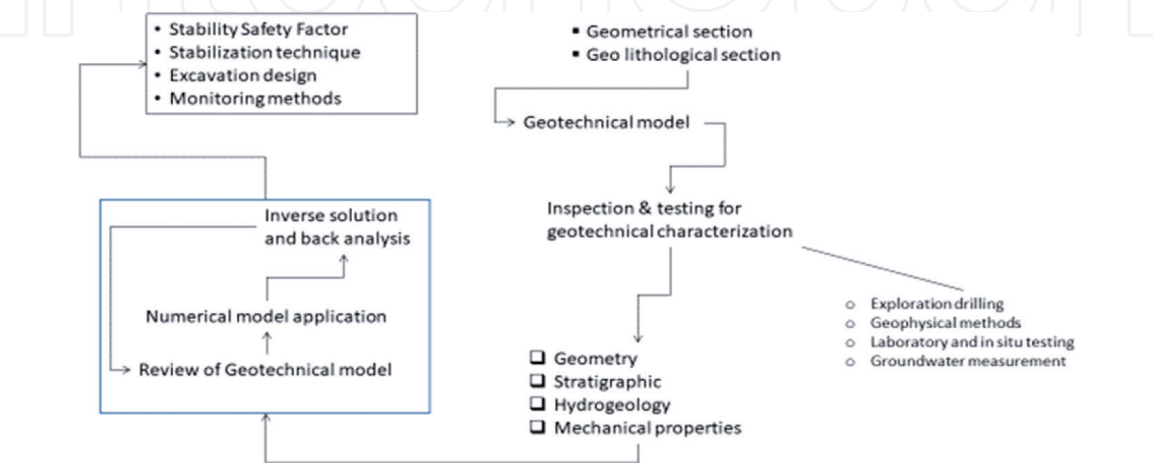 • Stability Safety Factor
• Stabilization technique
• Excavation design
• Monitoring methods
▪ Geometrical section
▪ Geo lithological section
Geotechnical model
Inspection & testing for
geotechnical characterization
○ Exploration drilling
○ Geophysical methods
○ Laboratory and in situ testing
○ Groundwater measurement
❑ Geometry
❑ Stratigraphic
❑ Hydrogeology
❑ Mechanical properties
Inverse solution
and back analysis
Numerical model application
Review of Geotechnical model